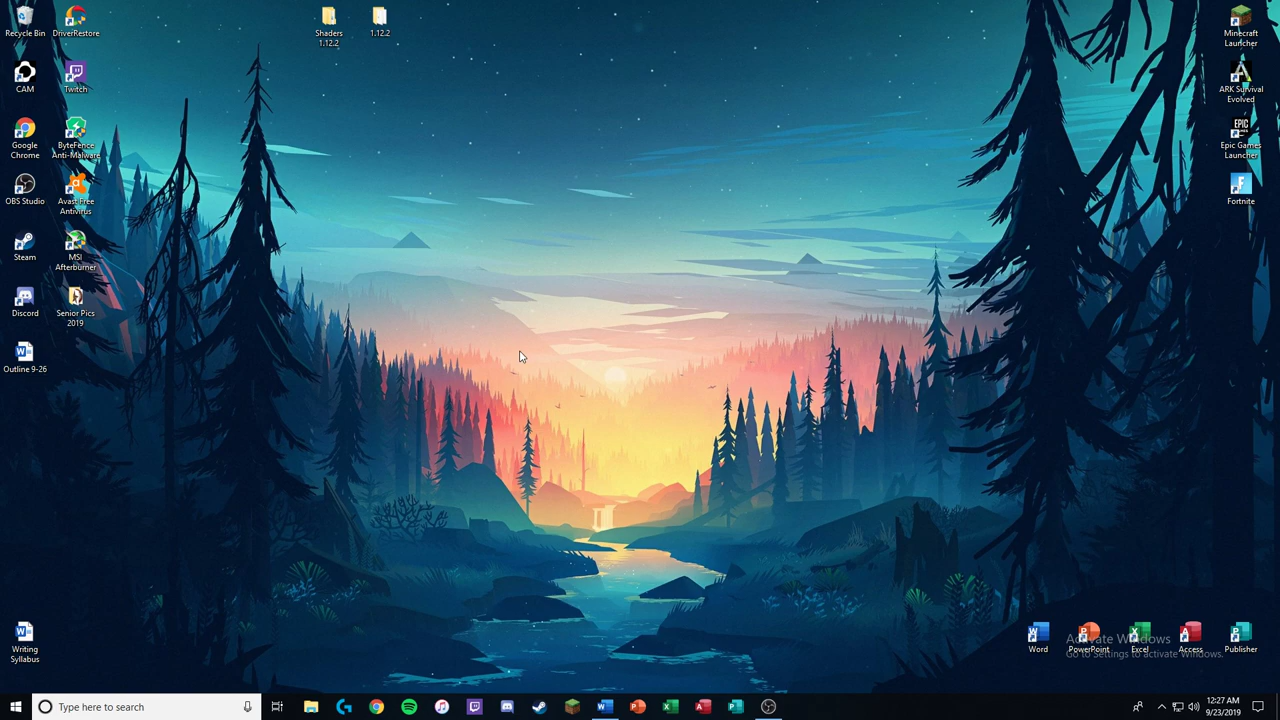 Recycle Bin
DriverRestore
Shaders
1.12.2
1.12.2
Minecraft
Launcher
CAM
Twitch
ARK Survival
Evolved
Google
Chrome
ByteFence
Anti-Malware
EPIC
GAMES
Epic Games
Launcher
OBS Studio
Avast Free
Antivirus
Fortnite
Steam
MSI
Afterburner
Discord
Senior Pics
2019
Outline 9-26
Writing
Syllabus
Word
PowerPoint
Excel
Access
Publisher
Activate Windows
Go to Settings to activate Windows.
Type here to search
12:27 AM
9/23/2019